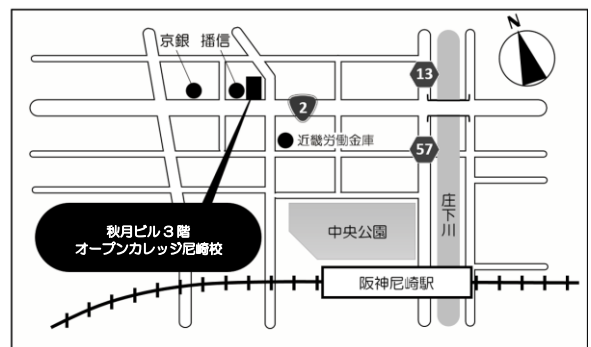 N
京銀 播信
13
2
近畿労働金庫
57
秋月ビル3階
オープンカレッジ尼崎校
中央公園
庄下川
阪神尼崎駅